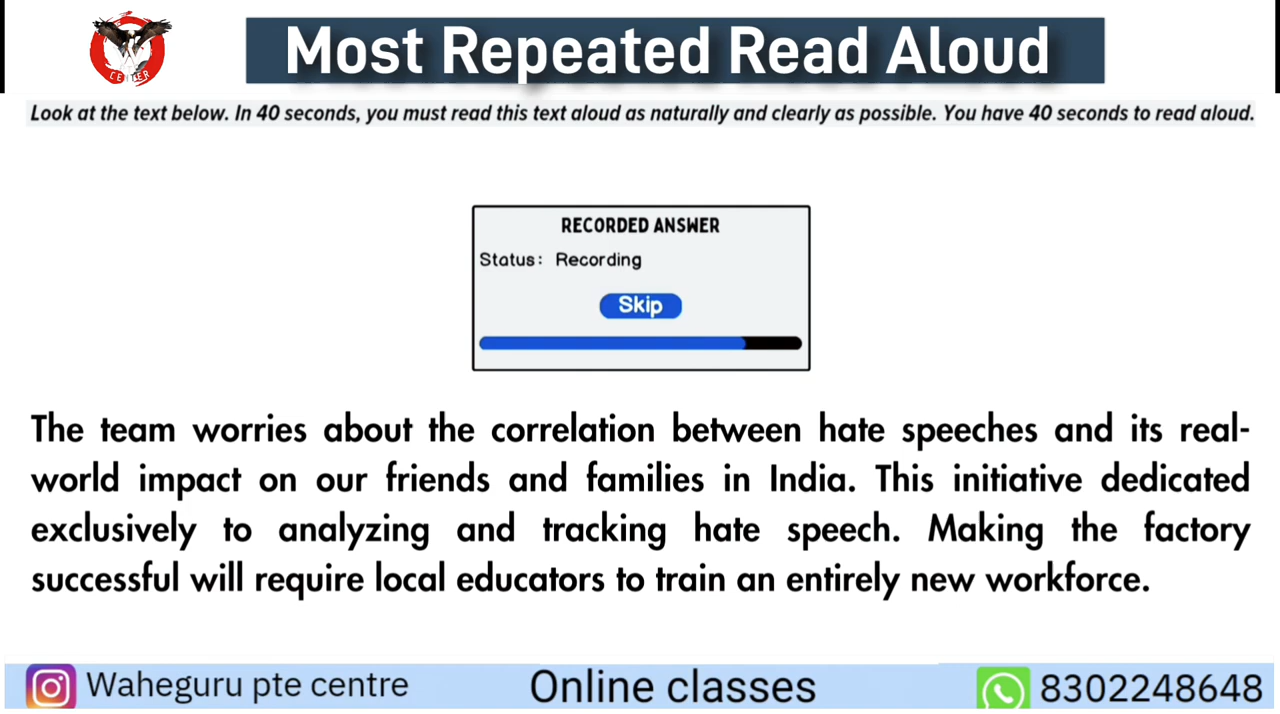 CENTER
Most Repeated Read Aloud
Look at the text below. In 40 seconds, you must read this text aloud as naturally and clearly as possible. You have 40 seconds to read aloud.
RECORDED ANSWER
Status: Recording
Skip
The team worries about the correlation between hate speeches and its real-
world impact on our friends and families in India. This initiative dedicated
exclusively to analyzing and tracking hate speech. Making the factory
successful will require local educators to train an entirely new workforce.
Waheguru pte centre
Online classes
8302248648